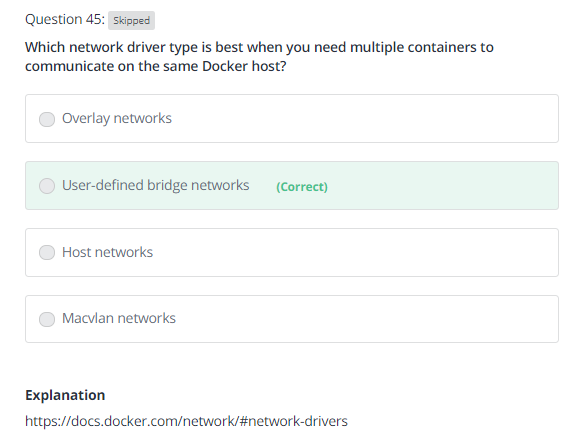 Question 45: Skipped
Which network driver type is best when you need multiple containers to
communicate on the same Docker host?
Overlay networks
User-defined bridge networks (Correct)
Host networks
Macvlan networks
Explanation
https://docs.docker.com/network/#network-drivers